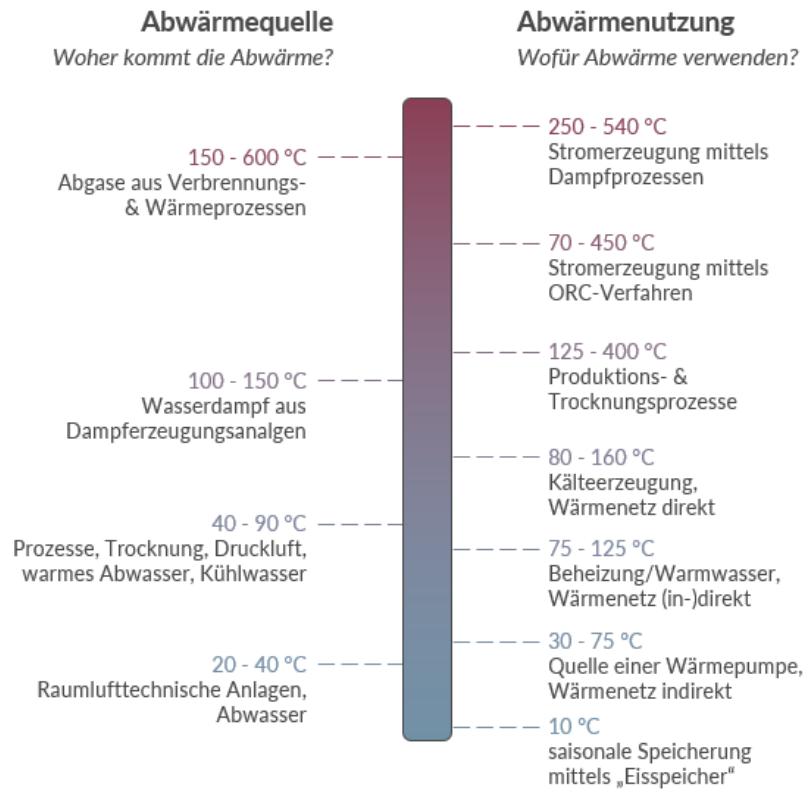 Abwärmequelle
Woher kommt die Abwärme?
150 - 600 °C
Abgase aus Verbrennungs-
& Wärmeprozessen
100 - 150 °C
Wasserdampf aus
Dampferzeugungsanalgen
40 - 90 °C
Prozesse, Trocknung, Druckluft,
warmes Abwasser, Kühlwasser
20 - 40 °C
Raumlufttechnische Anlagen,
Abwasser
Abwärmenutzung
Wofür Abwärme verwenden?
250 - 540 °C
Stromerzeugung mittels
Dampfprozessen
70 - 450 °C
Stromerzeugung mittels
ORC-Verfahren
125 - 400 °C
Produktions- &
Trocknungsprozesse
80 - 160 °C
Kälteerzeugung,
Wärmenetz direkt
75 - 125 °C
Beheizung/Warmwasser,
Wärmenetz (in-)direkt
30 - 75 °C
Quelle einer Wärmepumpe,
Wärmenetz indirekt
10 °C
saisonale Speicherung
mittels „Eisspeicher“